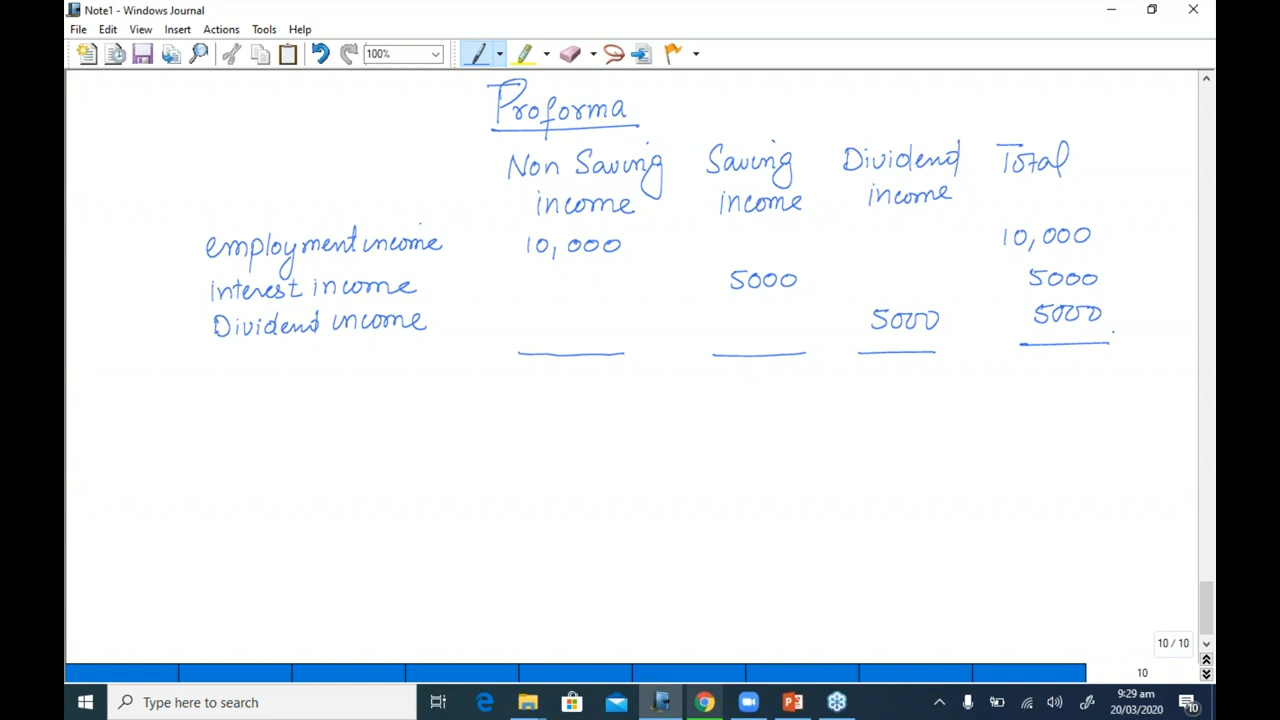 Note1 - Windows Journal
File Edit View Insert Actions Tools Help
100%
Proforma
Non Saving income Saving income Dividend income Total
employment income 10,000 10,000
interest income 5000 5000
Dividend income 5000 5000
10 / 10
10
Type here to search
9:29 am
20/03/2020
10